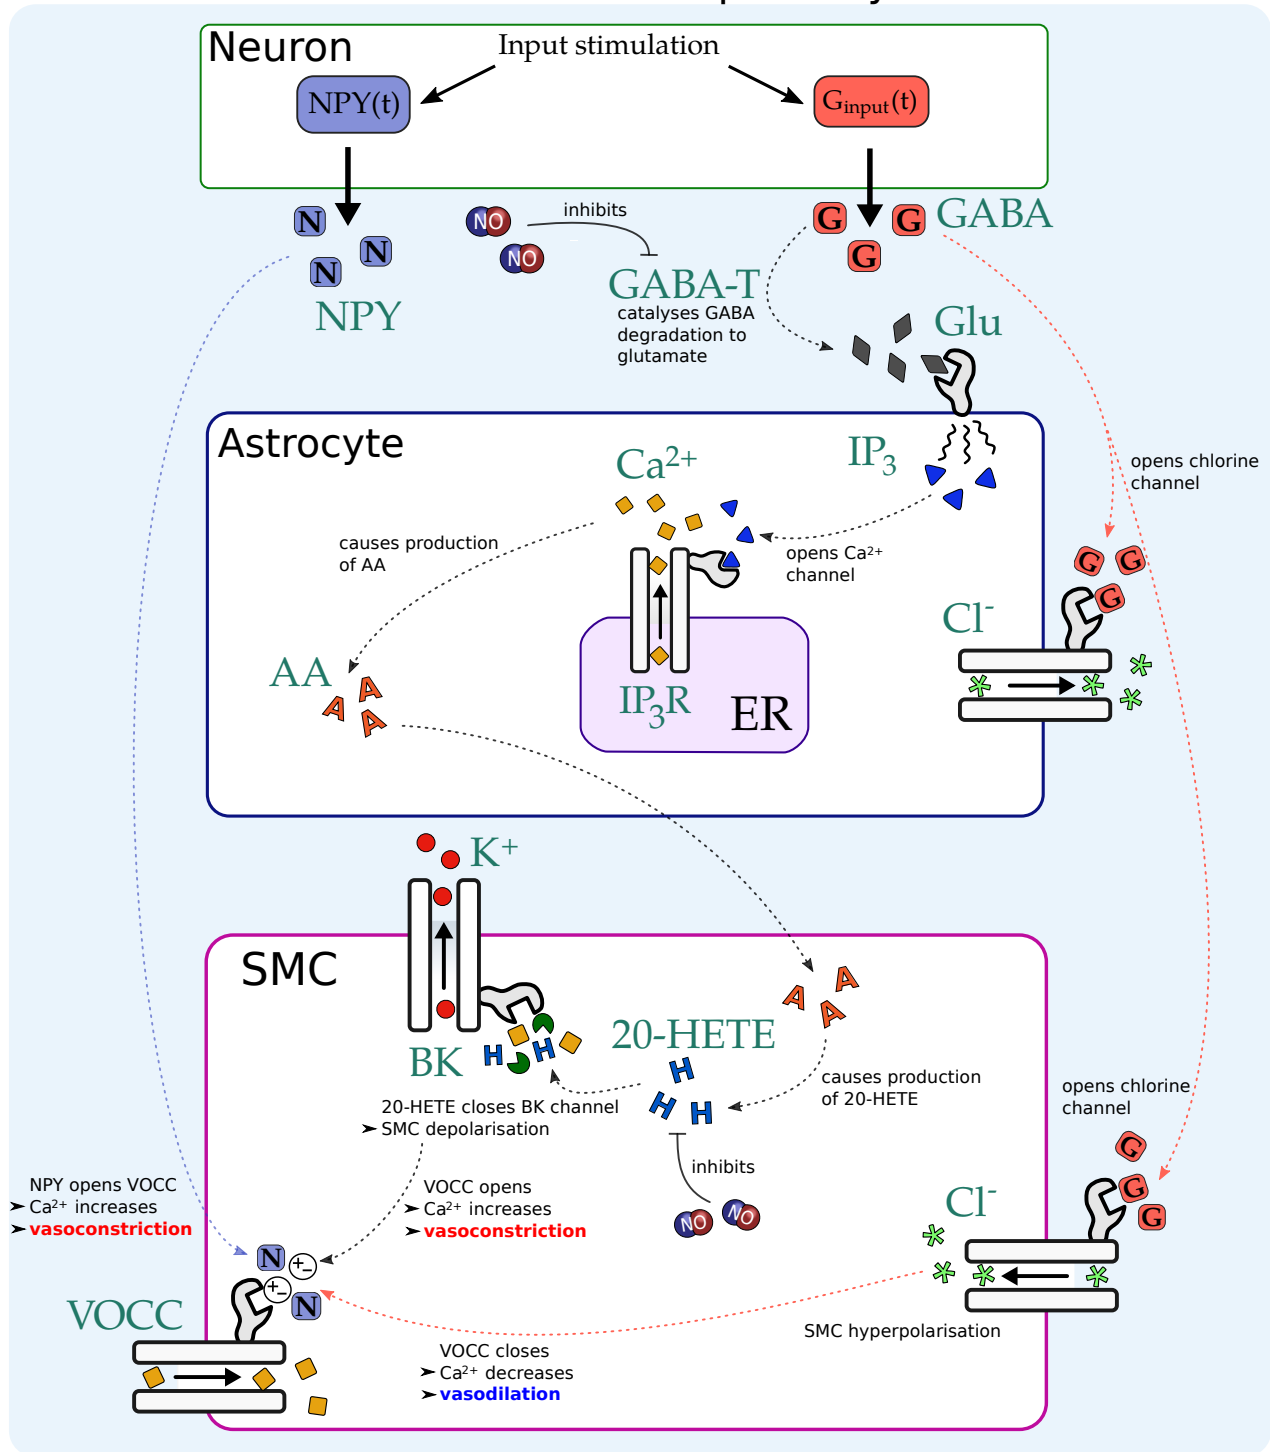 Neuron
Input stimulation
NPY(t)
G_input(t)
N
N
N
NPY
NO
NO
inhibits
GABA-T
catalyses GABA
degradation to
glutamate
G
G
G
GABA
Glu
Astrocyte
Ca²⁺
IP₃
opens chlorine
channel
causes production
of AA
opens Ca²⁺
channel
G
G
G
Cl⁻
AA
A
A
A
IP₃R
ER
K⁺
SMC
BK
H
H
20-HETE
H
H
H
A
A
A
causes production
of 20-HETE
20-HETE closes BK channel
➤ SMC depolarisation
inhibits
NO
NO
opens chlorine
channel
G
G
G
Cl⁻
NPY opens VOCC
➤ Ca²⁺ increases
➤ vasoconstriction
VOCC opens
➤ Ca²⁺ increases
➤ vasoconstriction
N
+-
+-
N
VOCC
SMC hyperpolarisation
VOCC closes
➤ Ca²⁺ decreases
➤ vasodilation